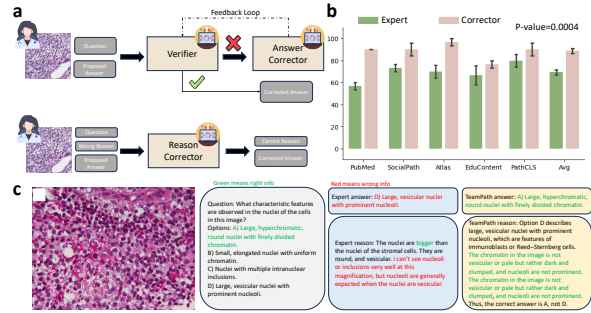 a
Feedback Loop
Question
Proposed
Answer
Verifier
Answer
Corrector
Corrected Answer
Question
Wrong Reason
Proposed
Answer
Reason
Corrector
Corrected Answer
b
Expert
Corrector
P-value=0.0004
100
80
60
40
20
0
PubMed
SocialPath
Atlas
EduContent
PathCLS
Avg
c
Green means right info
Question: What characteristic features
are observed in the nuclei of the cells
in this image?
Options: A) Large, hyperchromatic,
round nuclei with finely divided
chromatin.
B) Small, elongated nuclei with
uniform chromatin.
C) Nuclei with multiple intranuclear
inclusions.
D) Large, vesicular nuclei with
prominent nucleoli.
Red means wrong info
Expert answer: D) Large, vesicular nuclei
with prominent nucleoli.
Expert reason: The nuclei are bigger than
the nuclei of the stromal cells. They are
round, and vesicular. I can't see nucleoli
or inclusions very well at this
magnification, but nucleoli are generally
expected when the nuclei are vesicular.
TeamPath answer: A) Large, hyperchromatic,
round nuclei with finely divided chromatin.
TeamPath reason: Option D describes
large, vesicular nuclei with prominent
nucleoli, which are features of
immunoblasts or Reed–Sternberg cells.
The chromatin in the image is not
vesicular or pale but rather dark and
clumped, and nucleoli are not prominent.
The chromatin in the image is not
vesicular or pale but rather dark and
clumped, and nucleoli are not prominent.
Thus, the correct answer is A, not D.